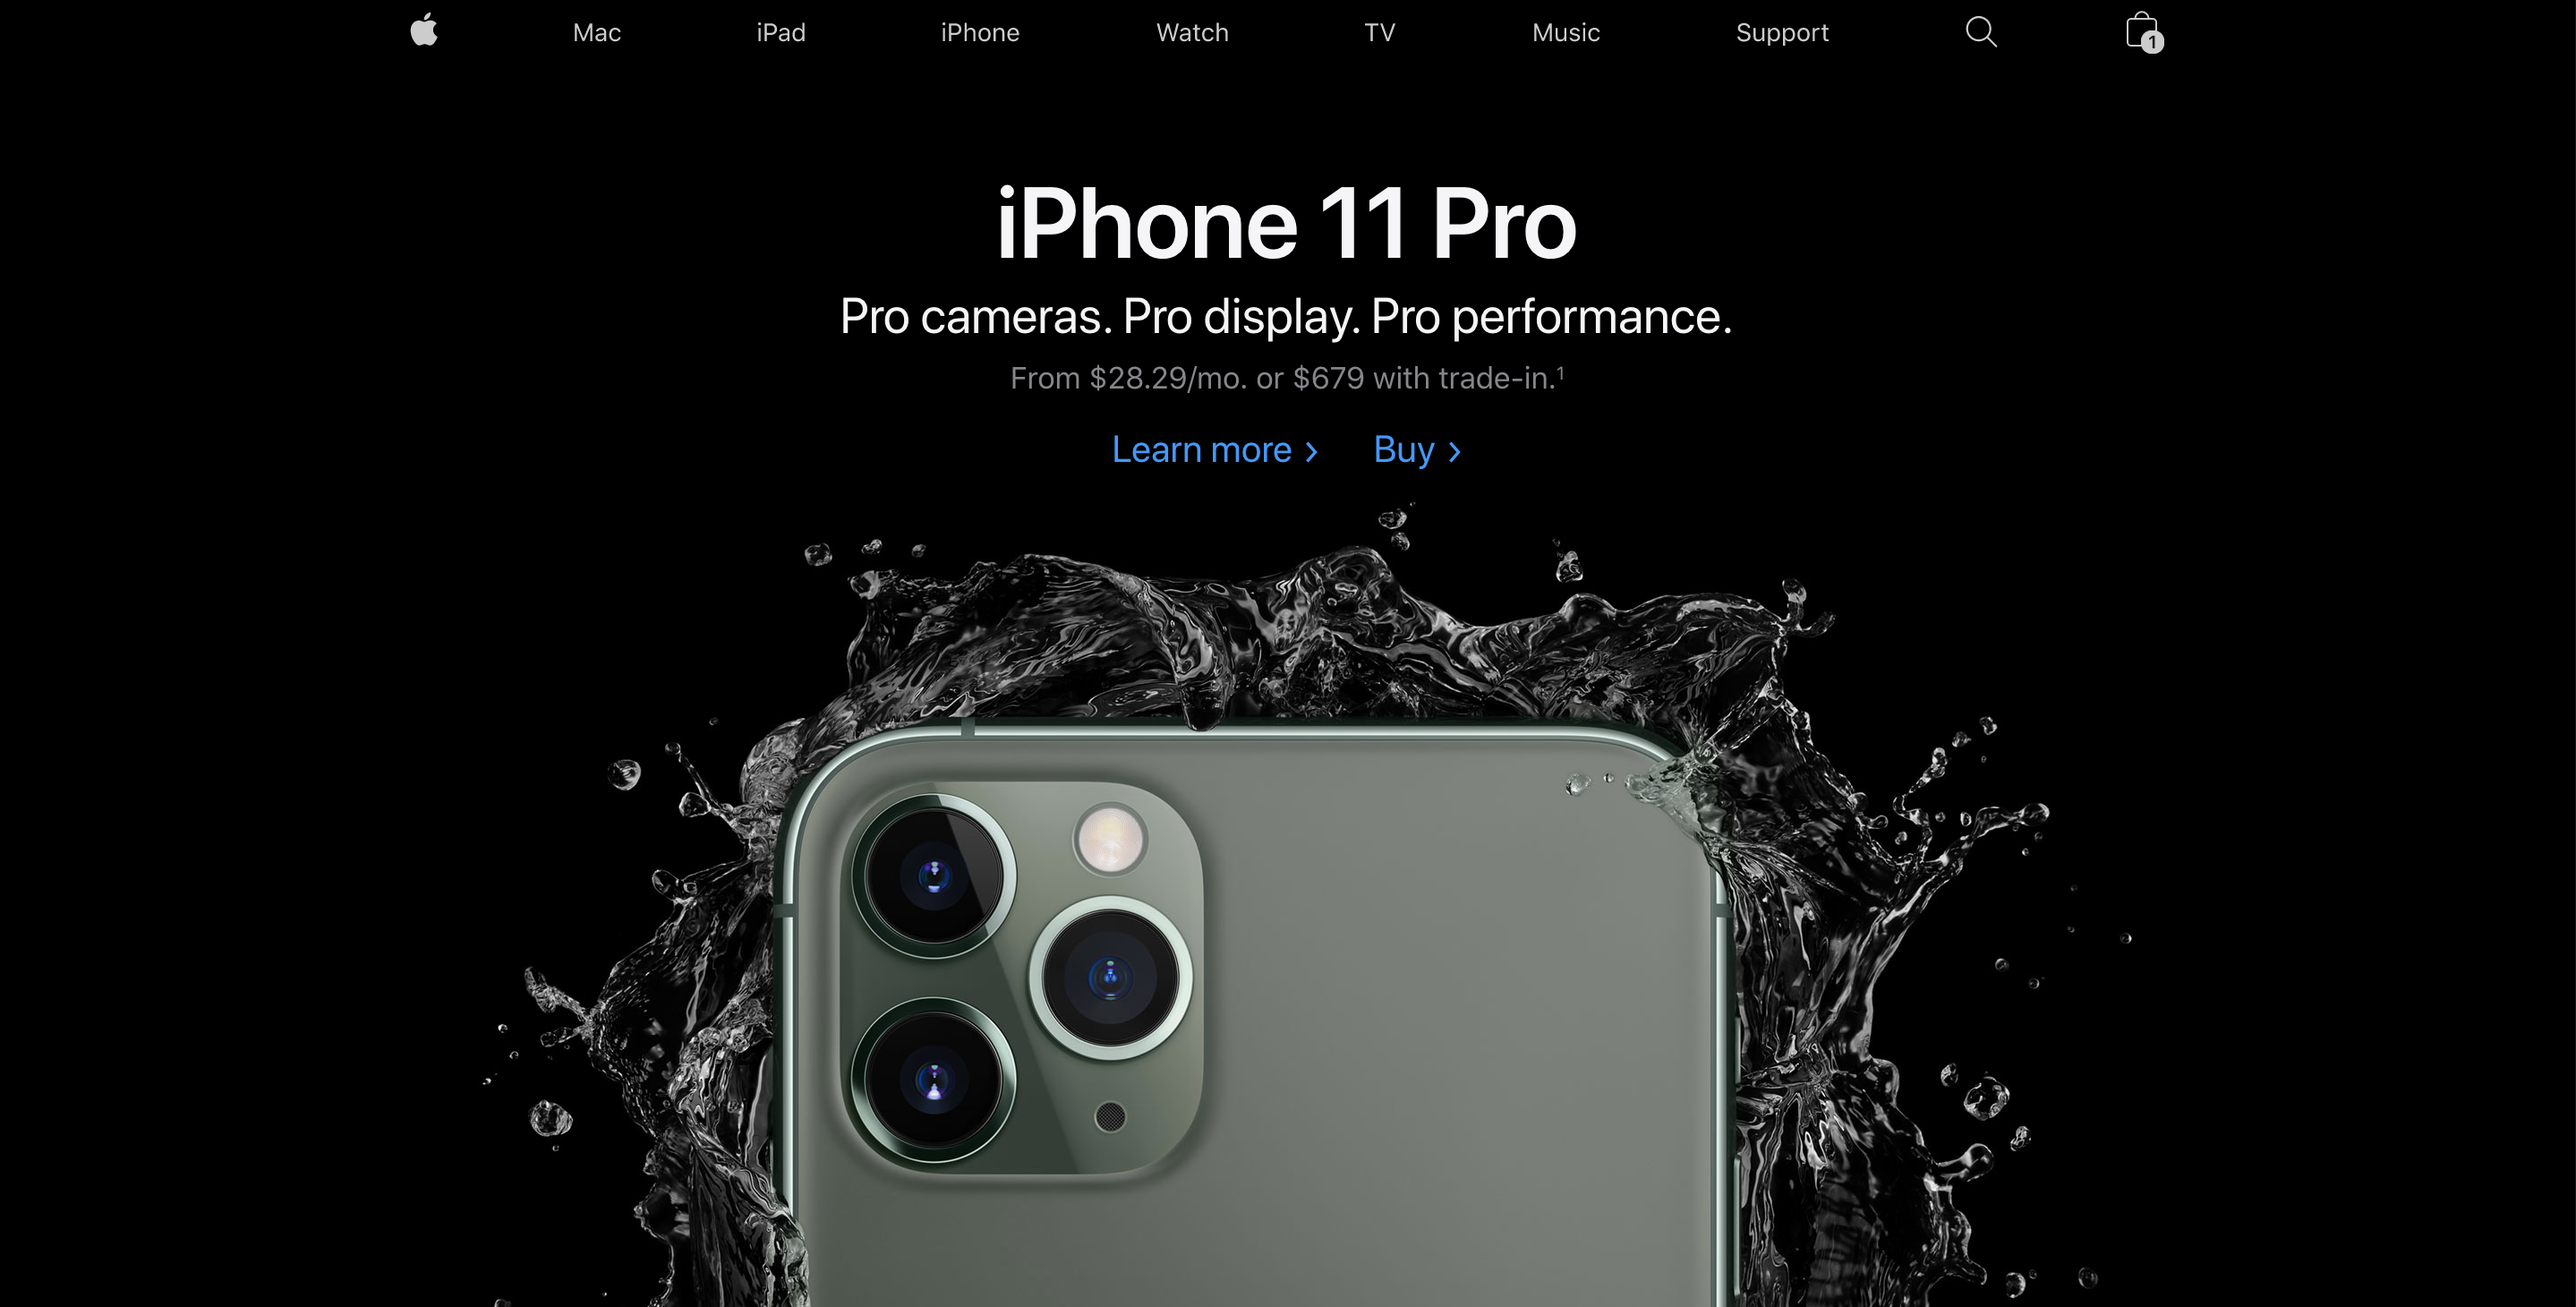 Mac iPad iPhone Watch TV Music Support 1
iPhone 11 Pro
Pro cameras. Pro display. Pro performance.
From $28.29/mo. or $679 with trade-in.¹
Learn more > Buy >